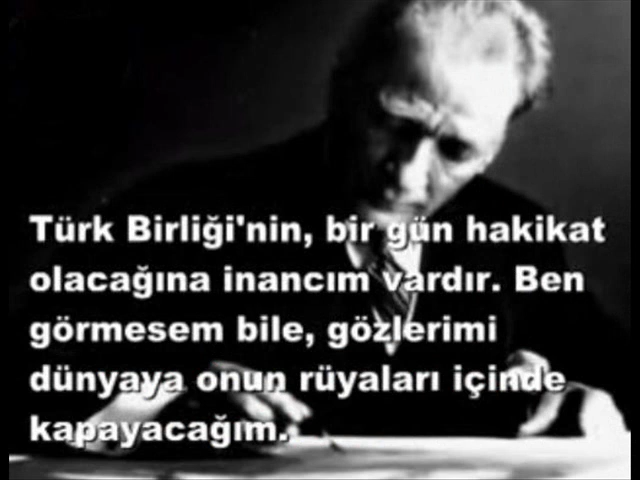 Türk Birliği'nin, bir gün hakikat
olacağına inancım vardır. Ben
görmesem bile, gözlerimi
dünyaya onun rüyaları içinde
kapayacağım.